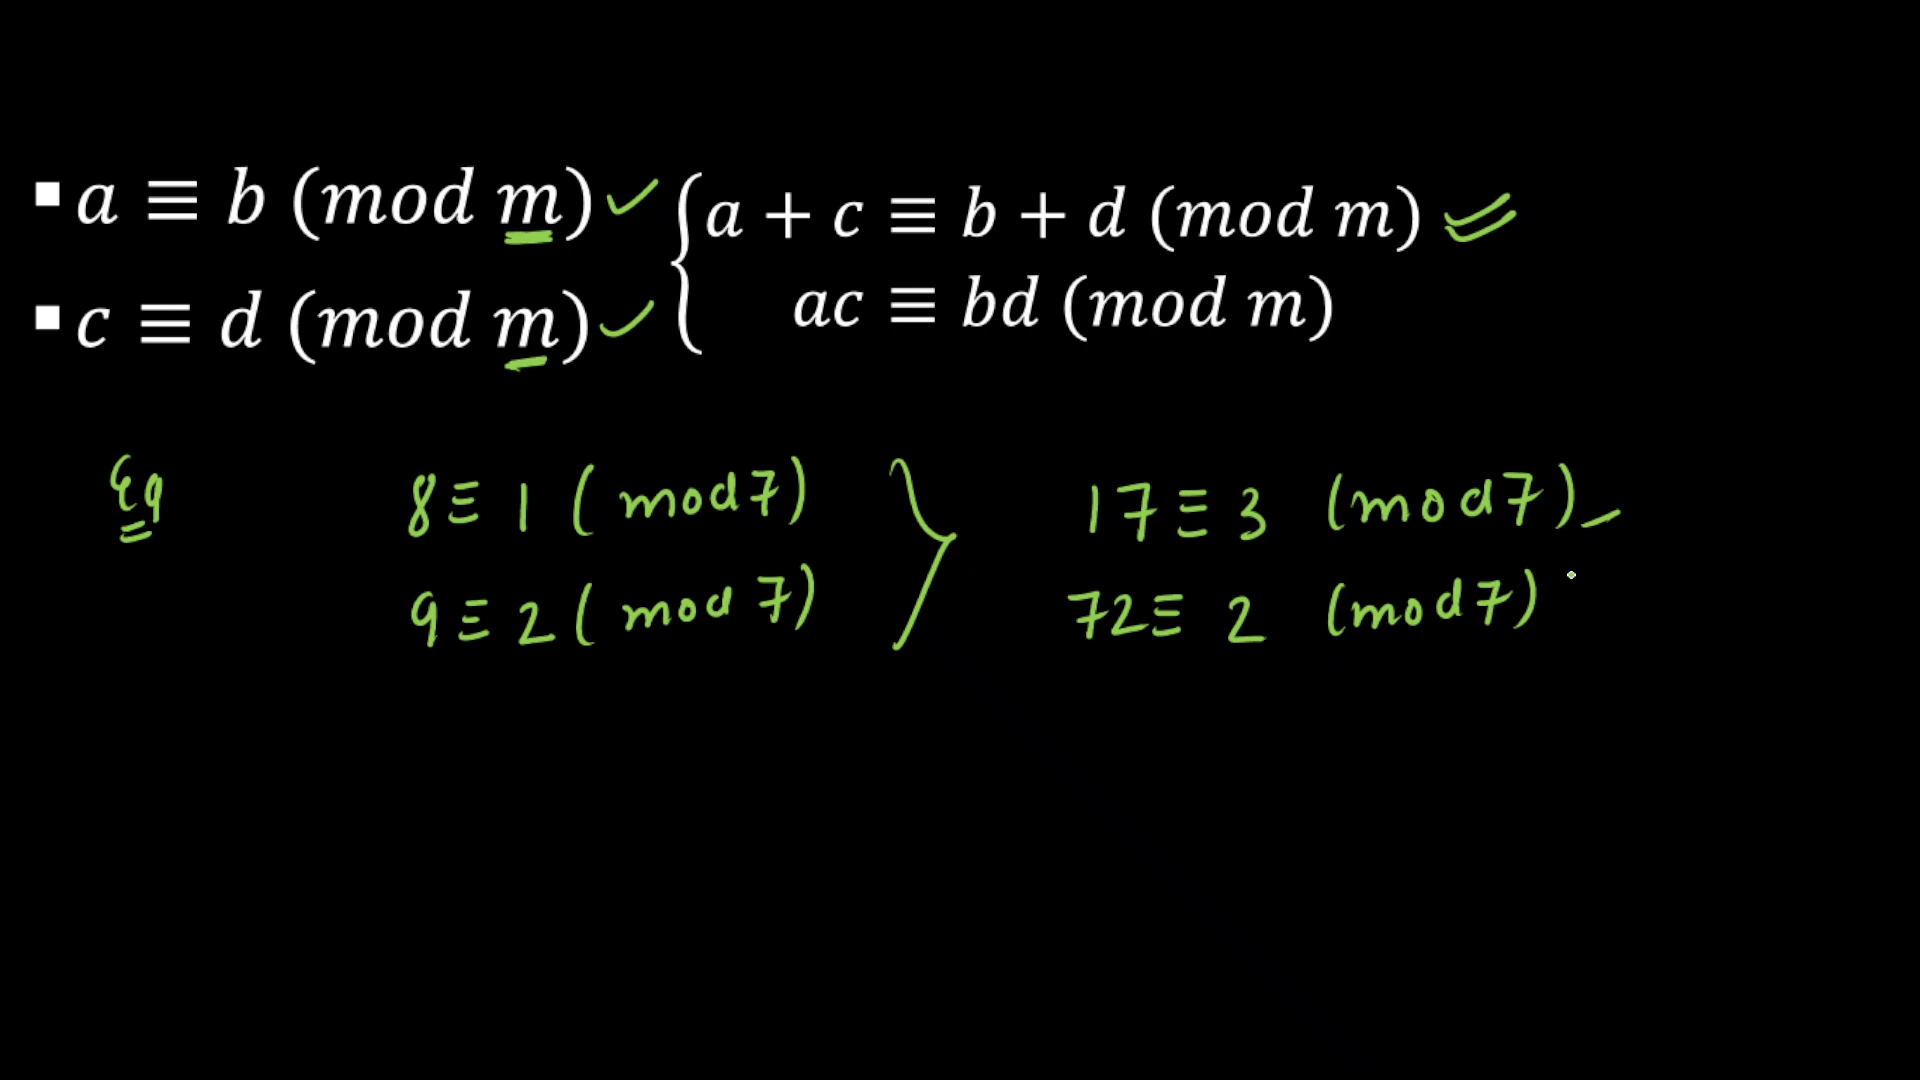 ▪ a ≡ b (mod m) ✓ { a + c ≡ b + d (mod m)
▪ c ≡ d (mod m) ✓ ac ≡ bd (mod m)
Eg 8 ≡ 1 ( mod 7) 17 ≡ 3 (mod 7)
9 ≡ 2 ( mod 7) 72 ≡ 2 (mod 7)